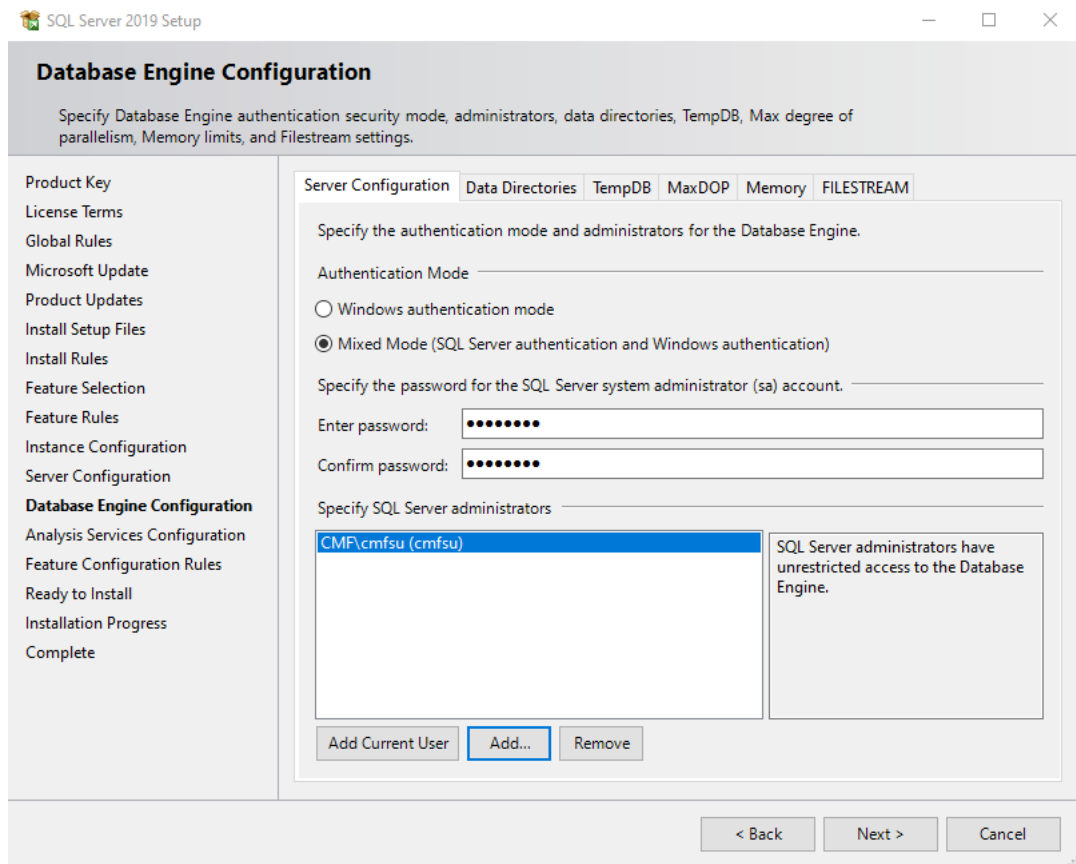 SQL Server 2019 Setup
Database Engine Configuration
Specify Database Engine authentication security mode, administrators, data directories, TempDB, Max degree of
parallelism, Memory limits, and Filestream settings.
Product Key
License Terms
Global Rules
Microsoft Update
Product Updates
Install Setup Files
Install Rules
Feature Selection
Feature Rules
Instance Configuration
Server Configuration
Database Engine Configuration
Analysis Services Configuration
Feature Configuration Rules
Ready to Install
Installation Progress
Complete
Server Configuration Data Directories TempDB MaxDOP Memory FILESTREAM
Specify the authentication mode and administrators for the Database Engine.
Authentication Mode
Windows authentication mode
Mixed Mode (SQL Server authentication and Windows authentication)
Specify the password for the SQL Server system administrator (sa) account.
Enter password: ●●●●●●●●
Confirm password: ●●●●●●●●
Specify SQL Server administrators
CMF\cmfsu (cmfsu)
SQL Server administrators have
unrestricted access to the Database
Engine.
Add Current User Add... Remove
< Back Next > Cancel